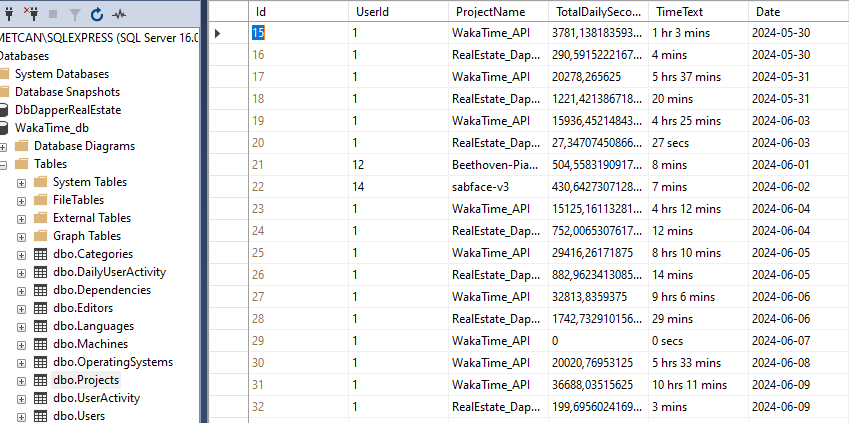 METCAN\SQLEXPRESS (SQL Server 16.0
Databases
System Databases
Database Snapshots
DbDapperRealEstate
WakaTime_db
Database Diagrams
Tables
System Tables
FileTables
External Tables
Graph Tables
dbo.Categories
dbo.DailyUserActivity
dbo.Dependencies
dbo.Editors
dbo.Languages
dbo.Machines
dbo.OperatingSystems
dbo.Projects
dbo.UserActivity
dbo.Users
Id UserId ProjectName TotalDailySeco... TimeText Date
15 1 WakaTime_API 3781,138183593... 1 hr 3 mins 2024-05-30
16 1 RealEstate_Dap... 290,5915222167... 4 mins 2024-05-30
17 1 WakaTime_API 20278,265625 5 hrs 37 mins 2024-05-31
18 1 RealEstate_Dap... 1221,421386718... 20 mins 2024-05-31
19 1 WakaTime_API 15936,45214843... 4 hrs 25 mins 2024-06-03
20 1 RealEstate_Dap... 27,34707450866... 27 secs 2024-06-03
21 12 Beethoven-Pia... 504,5583190917... 8 mins 2024-06-01
22 14 sabface-v3 430,6427307128... 7 mins 2024-06-02
23 1 WakaTime_API 15125,16113281... 4 hrs 12 mins 2024-06-04
24 1 RealEstate_Dap... 752,0065307617... 12 mins 2024-06-04
25 1 WakaTime_API 29416,26171875 8 hrs 10 mins 2024-06-05
26 1 RealEstate_Dap... 882,9623413085... 14 mins 2024-06-05
27 1 WakaTime_API 32813,8359375 9 hrs 6 mins 2024-06-06
28 1 RealEstate_Dap... 1742,732910156... 29 mins 2024-06-06
29 1 WakaTime_API 0 0 secs 2024-06-07
30 1 WakaTime_API 20020,76953125 5 hrs 33 mins 2024-06-08
31 1 WakaTime_API 36688,03515625 10 hrs 11 mins 2024-06-09
32 1 RealEstate_Dap... 199,6956024169... 3 mins 2024-06-09